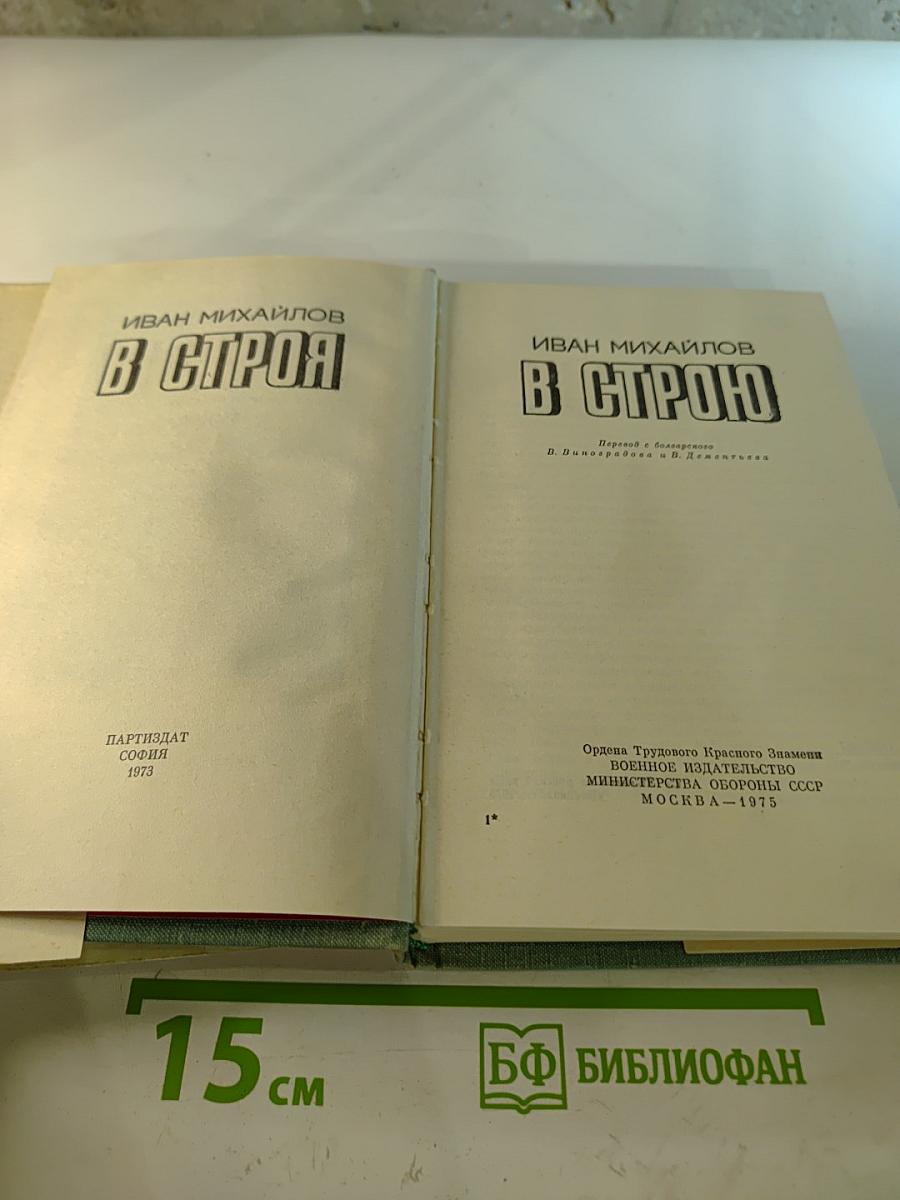 ИВАН МИХАЙЛОВ
В СТРОЯ
ПАРТИЗДАТ
СОФИЯ
1973
ИВАН МИХАЙЛОВ
В СТРОЮ
Перевод с болгарского
В. Виноградова и В. Дементьева
Ордена Трудового Красного Знамени
ВОЕННОЕ ИЗДАТЕЛЬСТВО
МИНИСТЕРСТВА ОБОРОНЫ СССР
МОСКВА—1975
1*
15 см
БФ БИБЛИОФАН